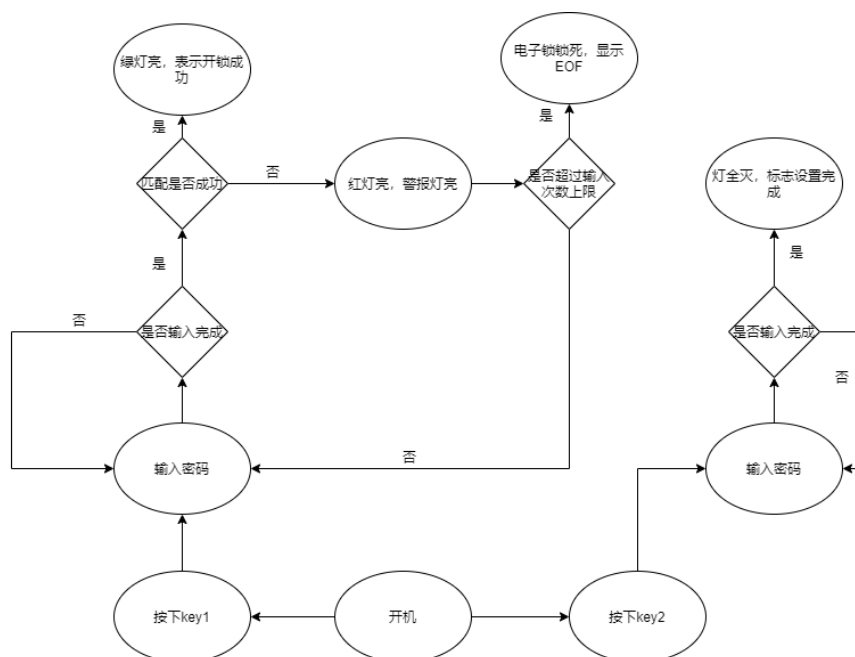 绿灯亮，表示开锁成
功
电子锁锁死，显示
EOF
是
是
匹配是否成功
否
红灯亮，警报灯亮
是否超过输入
次数上限
灯全灭，标志设置完
成
是
是
否
是否输入完成
是否输入完成
否
输入密码
否
输入密码
按下key1
开机
按下key2